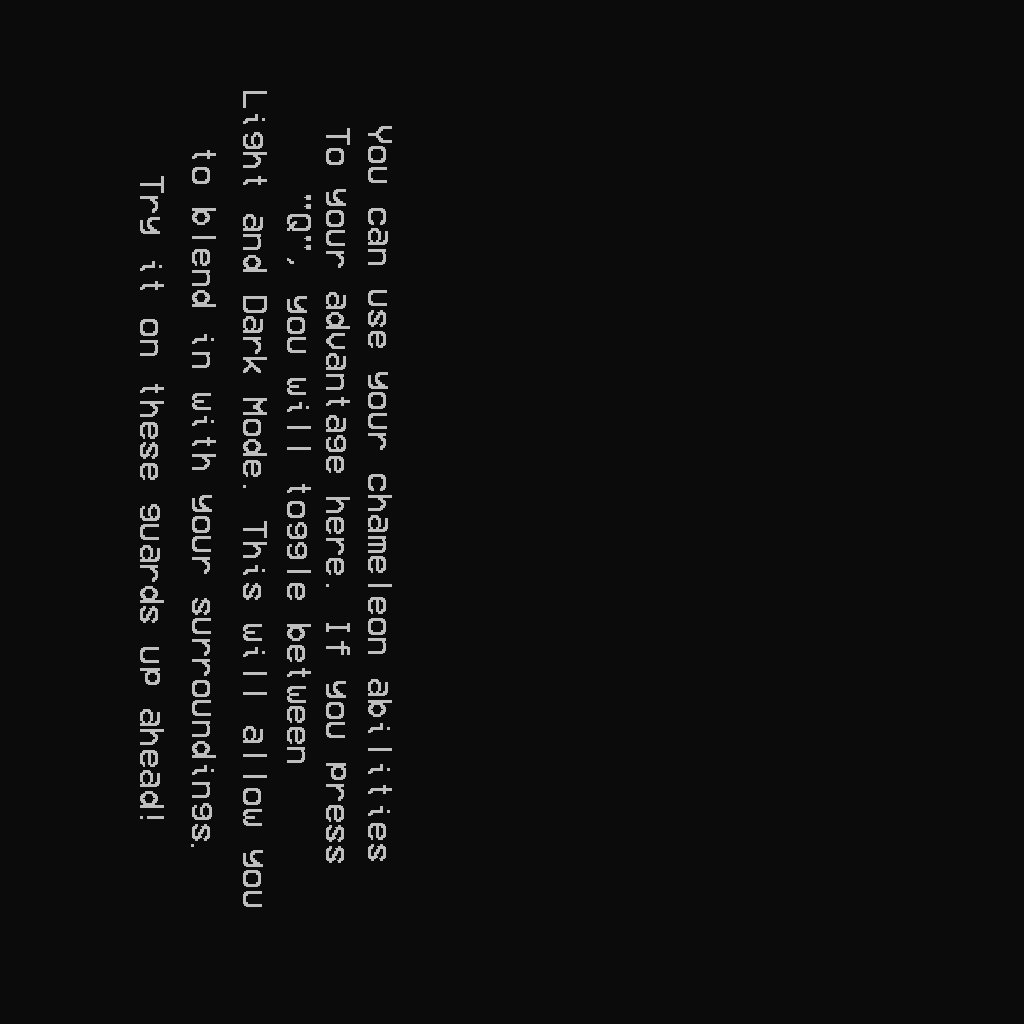 You can use your chameleon abilities
To your advantage here. If you press
"Q", you will toggle between
Light and Dark Mode. This will allow you
to blend in with your surroundings.
Try it on these guards up ahead!